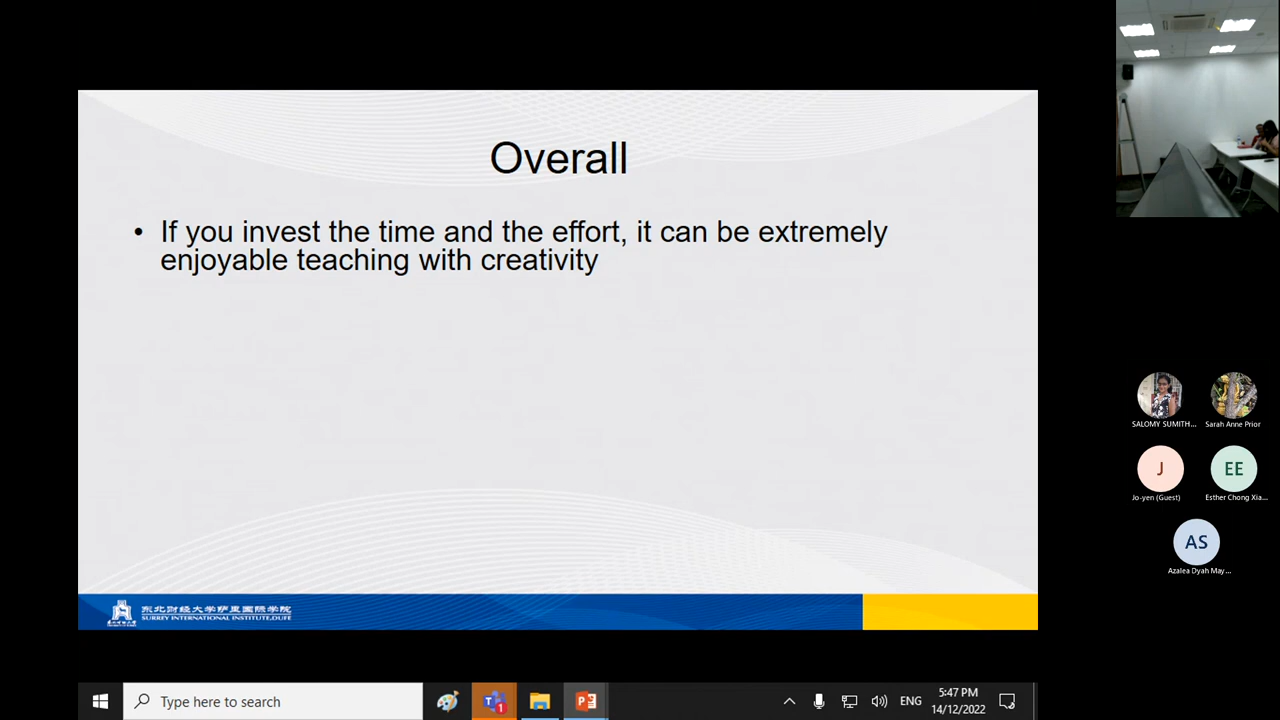 Overall
• If you invest the time and the effort, it can be extremely
enjoyable teaching with creativity
东北财经大学萨里国际学院
SURREY INTERNATIONAL INSTITUTE,DUFE
SALOMY SUMITH...
Sarah Anne Prior
J
EE
Jo-yen (Guest)
Esther Chong Xia...
AS
Azalea Dyah May ...
Type here to search
1
ENG
5:47 PM
14/12/2022